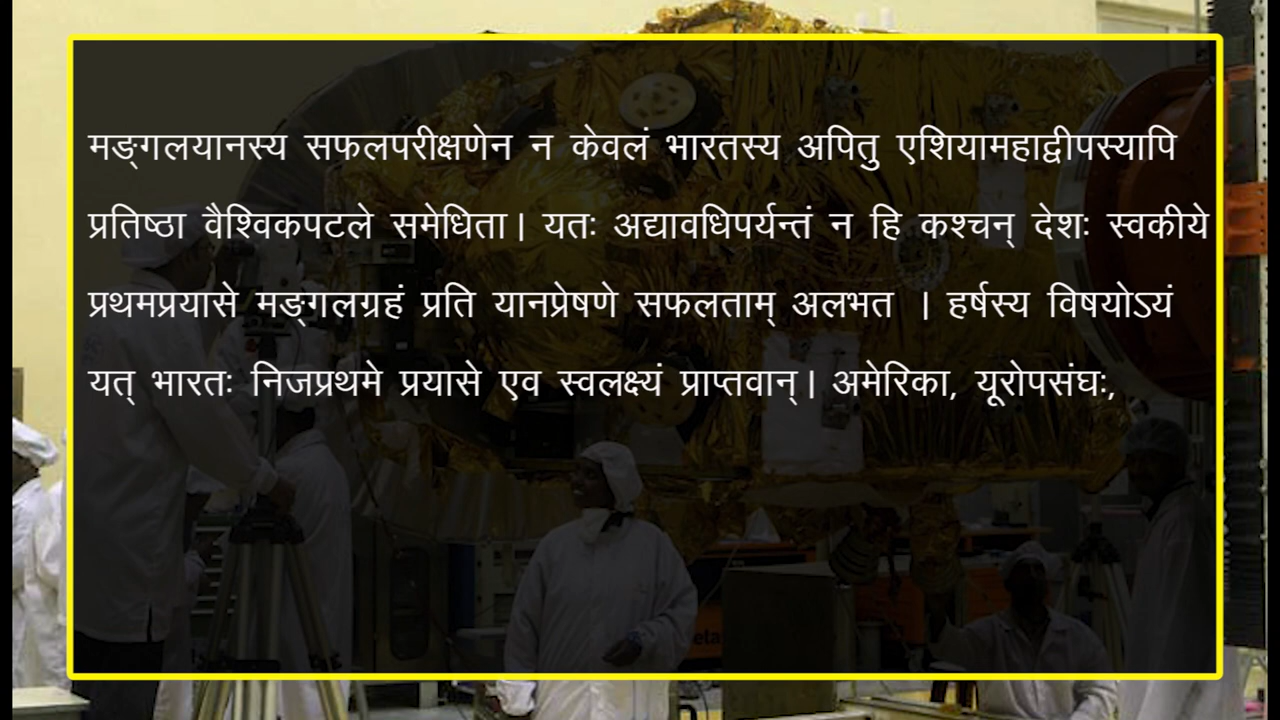 मङ्गलयानस्य सफलपरीक्षणेन न केवलं भारतस्य अपितु एशियामहाद्वीपस्यापि
प्रतिष्ठा वैश्विकपटले समेधिता। यतः अद्यावधिपर्यन्तं न हि कश्चन् देशः स्वकीये
प्रथमप्रयासे मङ्गलग्रहं प्रति यानप्रेषणे सफलताम् अलभत । हर्षस्य विषयोऽयं
यत् भारतः निजप्रथमे प्रयासे एव स्वलक्ष्यं प्राप्तवान्। अमेरिका, यूरोपसंघः,